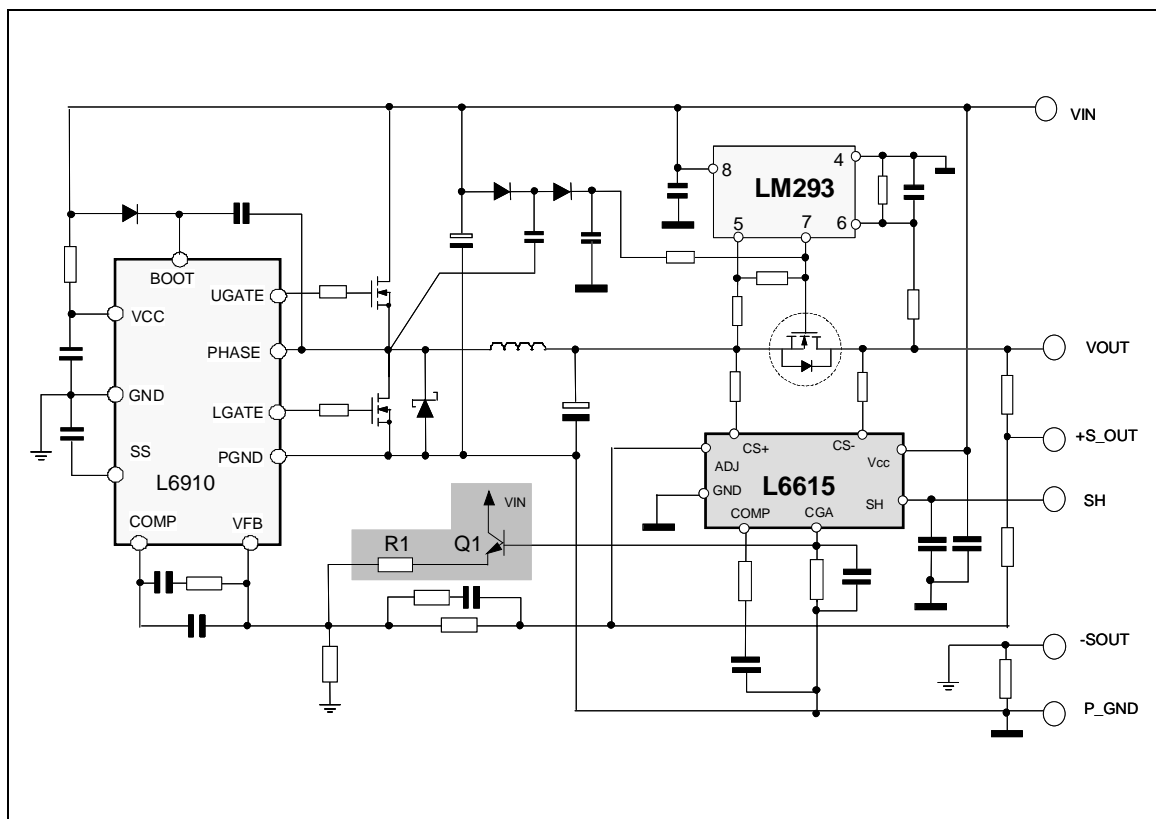 VIN
8
4
LM293
5
7
6
BOOT
UGATE
VCC
PHASE
VOUT
GND
LGATE
CS+
CS-
+S_OUT
ADJ
Vcc
SS
PGND
L6910
GND
L6615
VIN
COMP
CGA
SH
SH
COMP
VFB
R1
Q1
-SOUT
P_GND